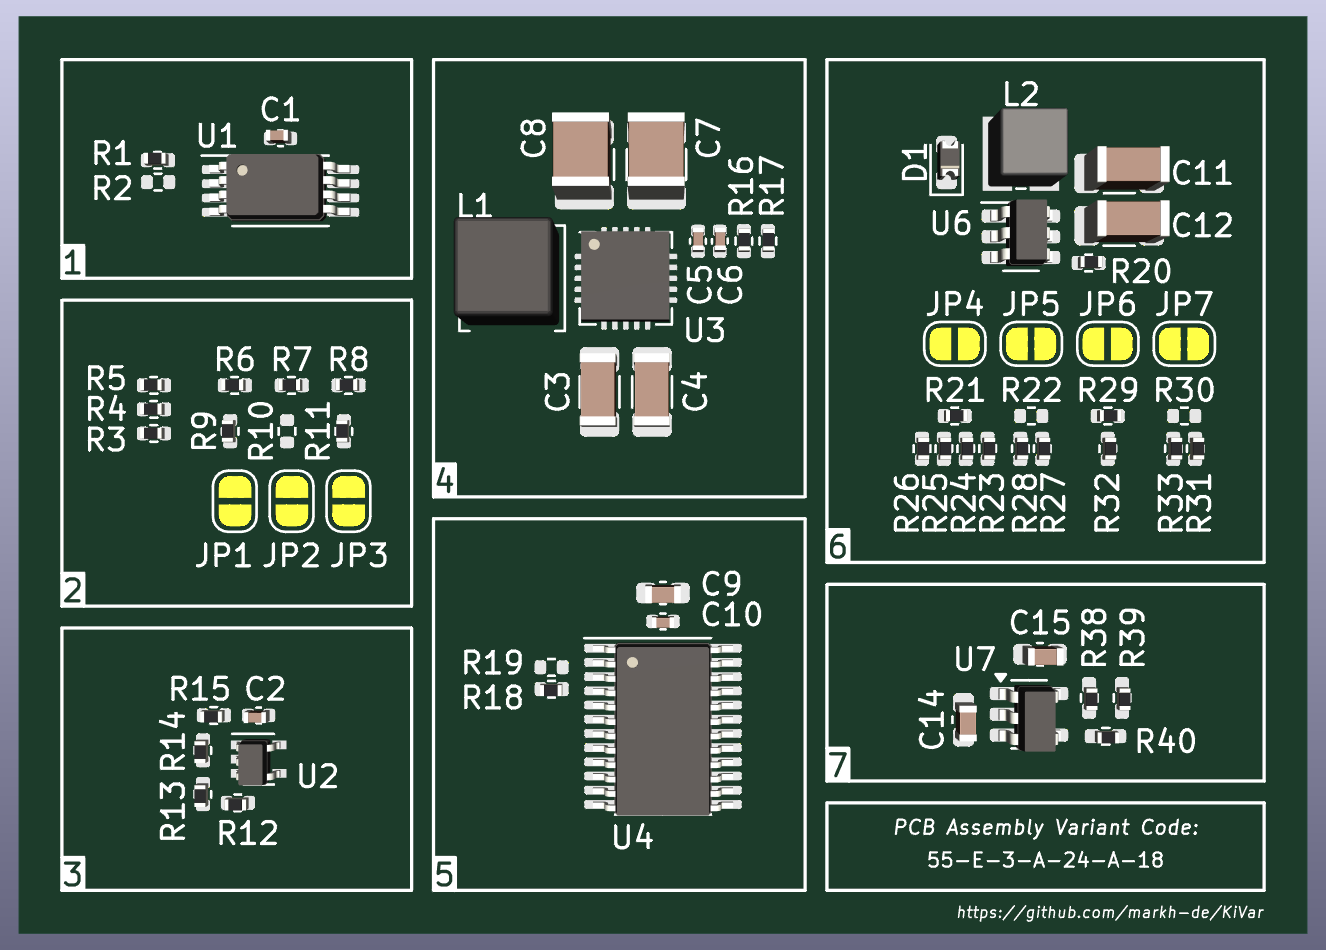 C1
U1
R1
R2
1
R6 R7 R8
R5
R4
R3
R9 R10 R11
JP1 JP2 JP3
2
R15 C2
R14
U2
R13
R12
3
C8 C7
R16 R17
L1
C5 C6
U3
C3 C4
4
C9
C10
R19
R18
U4
5
L2
D1
C11
U6
C12
R20
JP4 JP5 JP6 JP7
R21 R22 R29 R30
R26 R25 R24 R23 R28 R27 R32 R33 R31
6
C15 R38 R39
U7
C14
R40
7
PCB Assembly Variant Code:
55-E-3-A-24-A-18
https://github.com/markh-de/KiVar